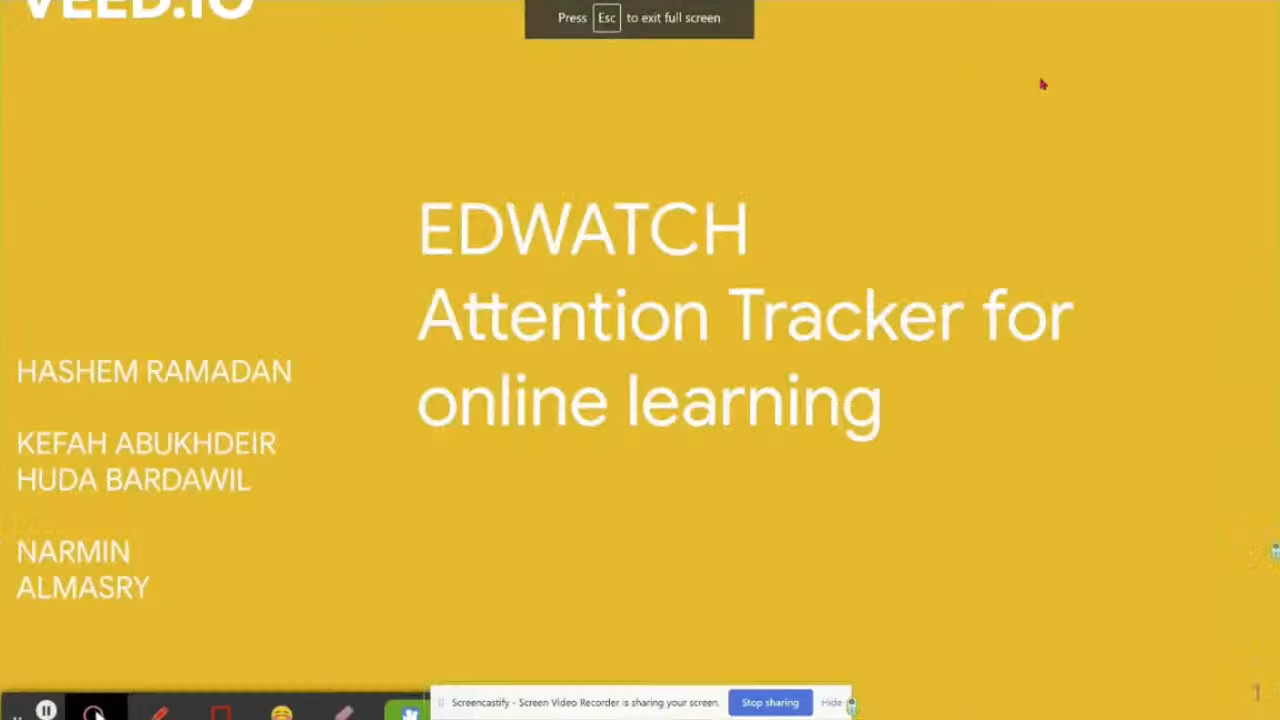 VEED.IO
Press Esc to exit full screen
EDWATCH
Attention Tracker for
online learning
HASHEM RAMADAN
KEFAH ABUKHDEIR
HUDA BARDAWIL
NARMIN
ALMASRY
Screencastify - Screen Video Recorder is sharing your screen.
Stop sharing
Hide
1